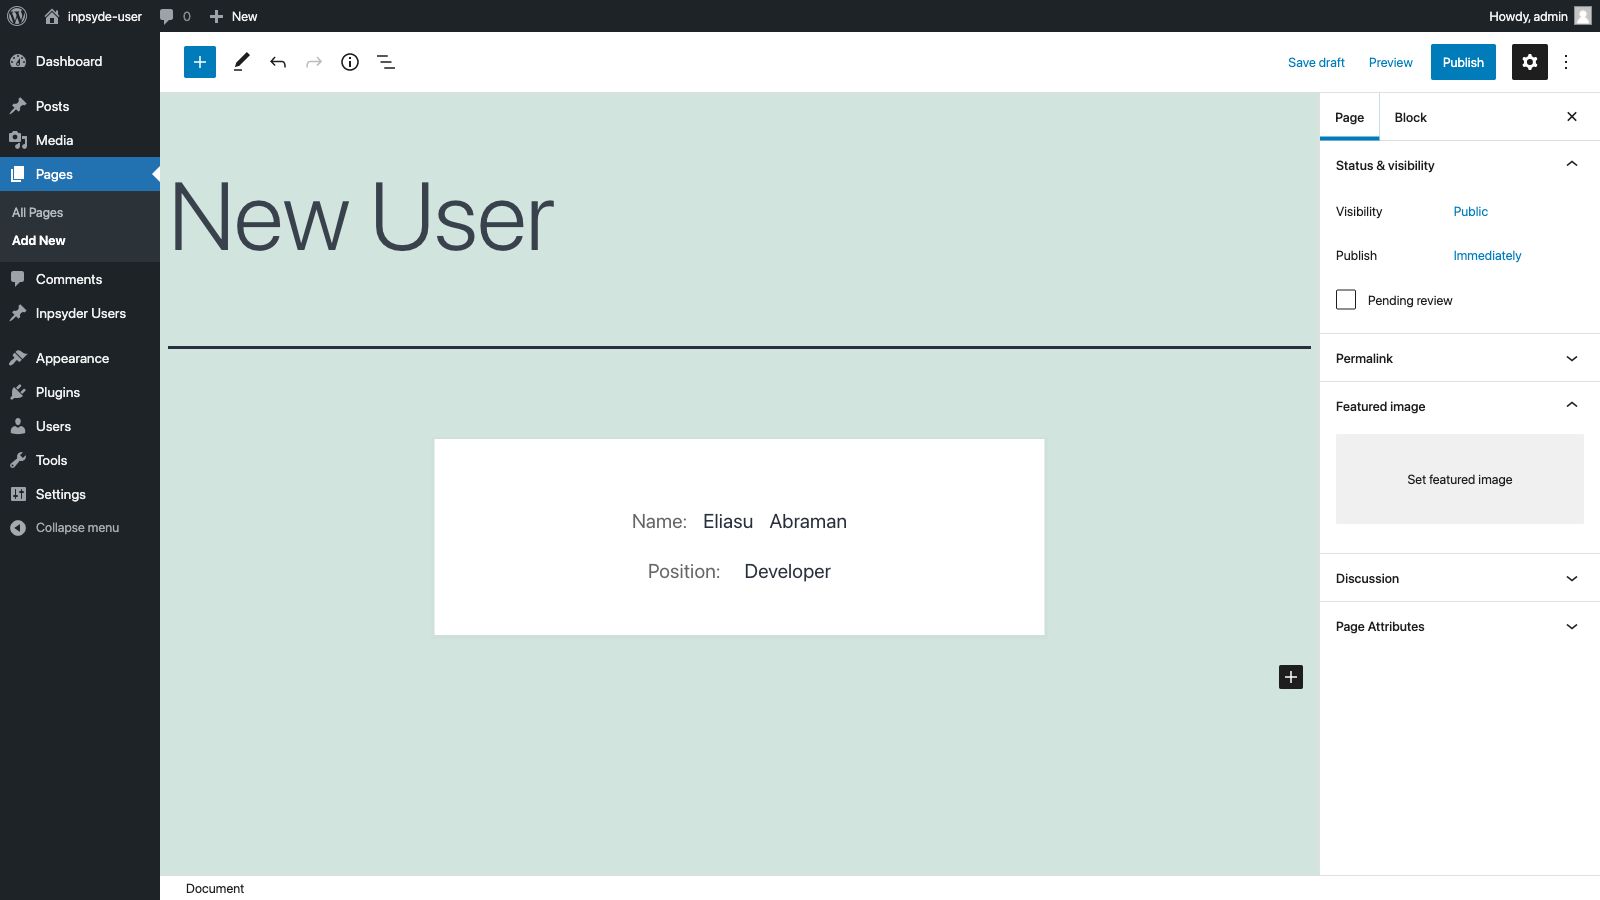 inpsyde-user 0 New Howdy, admin
Dashboard
Posts
Media
Pages
All Pages
Add New
Comments
Inpsyder Users
Appearance
Plugins
Users
Tools
Settings
Collapse menu
Save draft Preview Publish
New User
Name: Eliasu Abraman
Position: Developer
Page Block
Status & visibility
Visibility Public
Publish Immediately
Pending review
Permalink
Featured image
Set featured image
Discussion
Page Attributes
Document